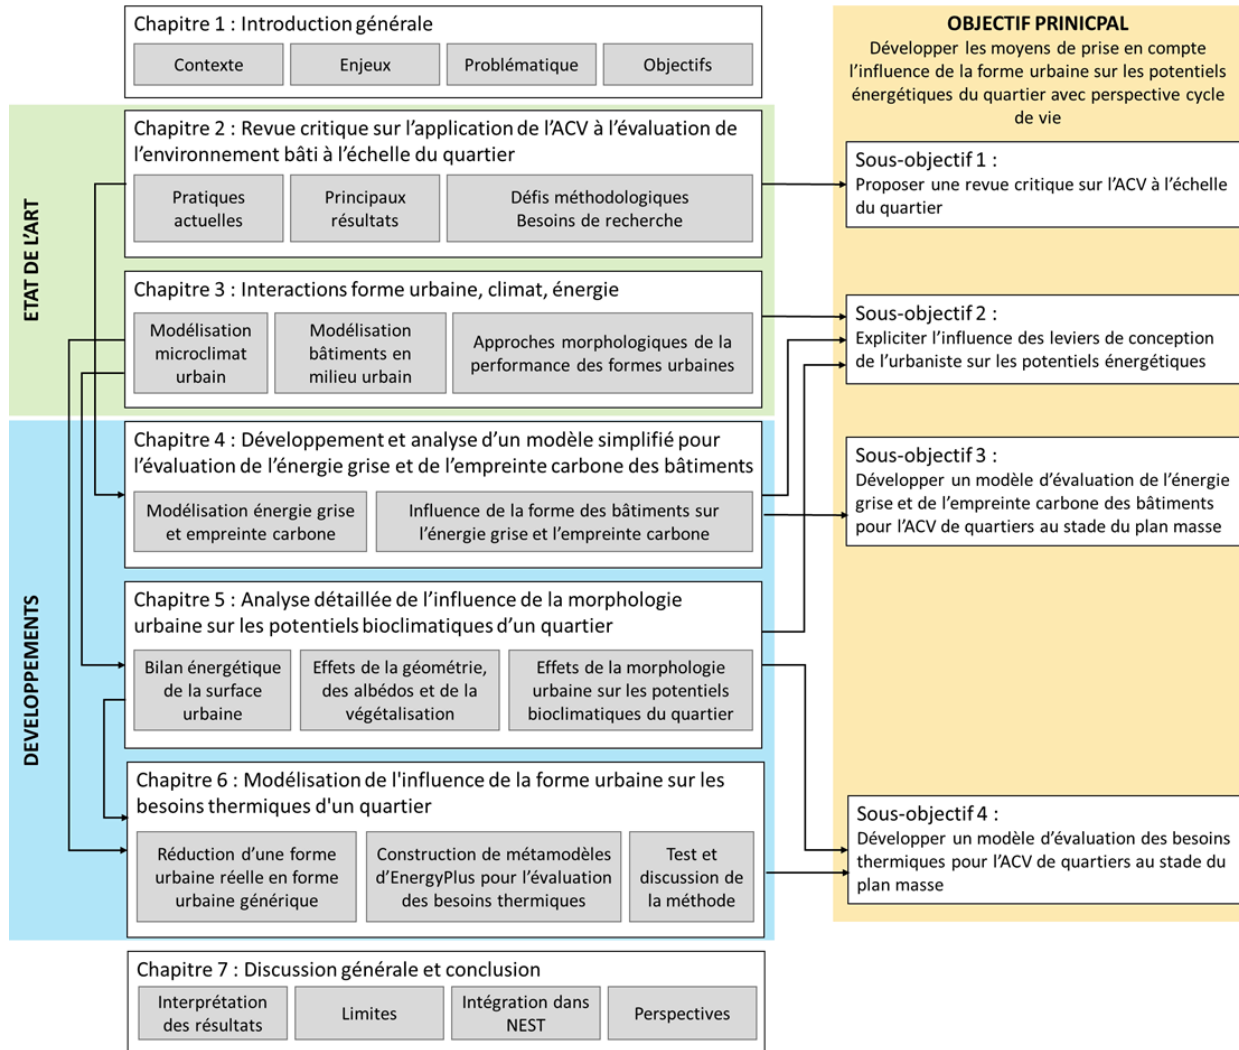 Chapitre 1 : Introduction générale
Contexte
Enjeux
Problématique
Objectifs
ETAT DE L'ART
Chapitre 2 : Revue critique sur l'application de l'ACV à l'évaluation de
l'environnement bâti à l'échelle du quartier
Pratiques
actuelles
Principaux
résultats
Défis méthodologiques
Besoins de recherche
Chapitre 3 : Interactions forme urbaine, climat, énergie
Modélisation
microclimat
urbain
Modélisation
bâtiments en
milieu urbain
Approches morphologiques de la
performance des formes urbaines
DEVELOPPEMENTS
Chapitre 4 : Développement et analyse d'un modèle simplifié pour
l'évaluation de l'énergie grise et de l'empreinte carbone des bâtiments
Modélisation énergie grise
et empreinte carbone
Influence de la forme des bâtiments sur
l'énergie grise et l'empreinte carbone
Chapitre 5 : Analyse détaillée de l'influence de la morphologie
urbaine sur les potentiels bioclimatiques d'un quartier
Bilan énergétique
de la surface
urbaine
Effets de la géométrie,
des albédos et de la
végétalisation
Effets de la morphologie
urbaine sur les potentiels
bioclimatiques du quartier
Chapitre 6 : Modélisation de l'influence de la forme urbaine sur les
besoins thermiques d'un quartier
Réduction d'une forme
urbaine réelle en forme
urbaine générique
Construction de métamodèles
d'EnergyPlus pour l'évaluation
des besoins thermiques
Test et
discussion de
la méthode
Chapitre 7 : Discussion générale et conclusion
Interprétation
des résultats
Limites
Intégration dans
NEST
Perspectives
OBJECTIF PRINICPAL
Développer les moyens de prise en compte
l'influence de la forme urbaine sur les potentiels
énergétiques du quartier avec perspective cycle
de vie
Sous-objectif 1 :
Proposer une revue critique sur l'ACV à l'échelle
du quartier
Sous-objectif 2 :
Expliciter l'influence des leviers de conception
de l'urbaniste sur les potentiels énergétiques
Sous-objectif 3 :
Développer un modèle d'évaluation de l'énergie
grise et de l'empreinte carbone des bâtiments
pour l'ACV de quartiers au stade du plan masse
Sous-objectif 4 :
Développer un modèle d'évaluation des besoins
thermiques pour l'ACV de quartiers au stade du
plan masse